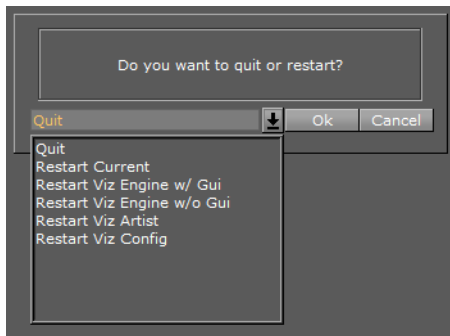 Do you want to quit or restart?
Quit
Ok
Cancel
Quit
Restart Current
Restart Viz Engine w/ Gui
Restart Viz Engine w/o Gui
Restart Viz Artist
Restart Viz Config